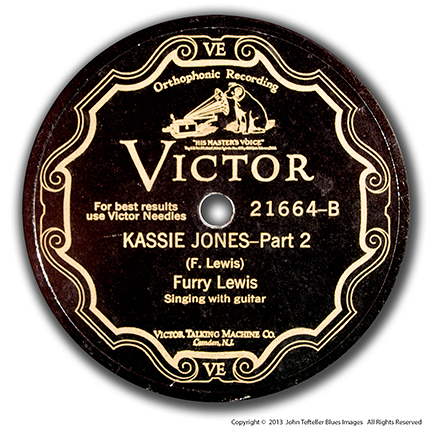 VE
Orthophonic Recording
"HIS MASTER'S VOICE"
VICTOR
For best results
use Victor Needles
21664-B
KASSIE JONES-Part 2
(F. Lewis)
Furry Lewis
Singing with guitar
VICTOR TALKING MACHINE CO.
Camden, N.J.
VE
Copyright © 2013 John Tefteller Blues Images All Rights Reserved